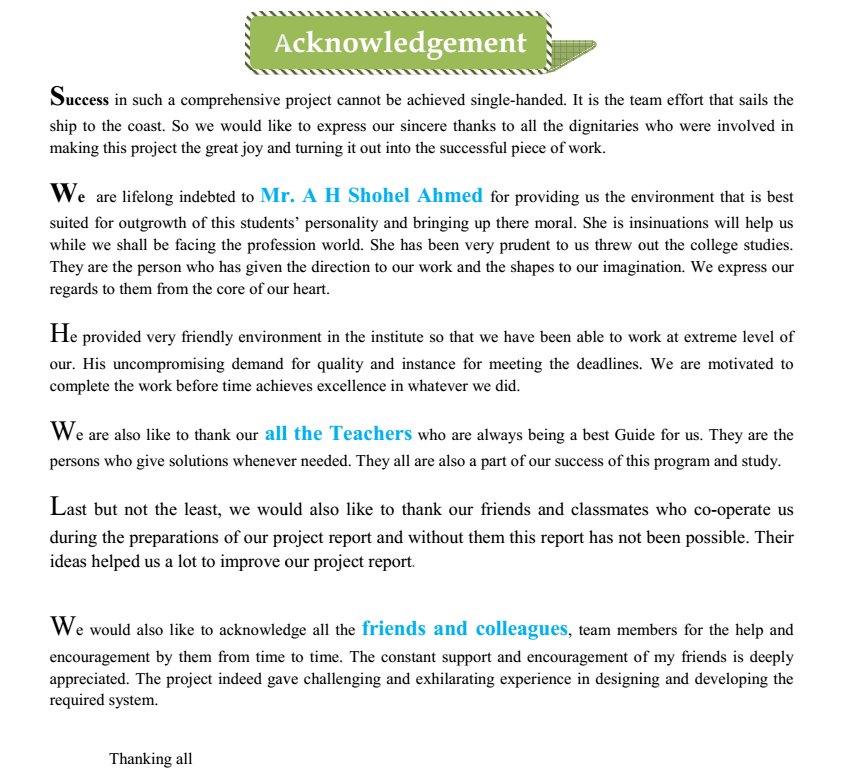 Acknowledgement
Success in such a comprehensive project cannot be achieved single-handed. It is the team effort that sails the
ship to the coast. So we would like to express our sincere thanks to all the dignitaries who were involved in
making this project the great joy and turning it out into the successful piece of work.
We are lifelong indebted to Mr. A H Shohel Ahmed for providing us the environment that is best
suited for outgrowth of this students’ personality and bringing up there moral. She is insinuations will help us
while we shall be facing the profession world. She has been very prudent to us threw out the college studies.
They are the person who has given the direction to our work and the shapes to our imagination. We express our
regards to them from the core of our heart.
He provided very friendly environment in the institute so that we have been able to work at extreme level of
our. His uncompromising demand for quality and instance for meeting the deadlines. We are motivated to
complete the work before time achieves excellence in whatever we did.
We are also like to thank our all the Teachers who are always being a best Guide for us. They are the
persons who give solutions whenever needed. They all are also a part of our success of this program and study.
Last but not the least, we would also like to thank our friends and classmates who co-operate us
during the preparations of our project report and without them this report has not been possible. Their
ideas helped us a lot to improve our project report.
We would also like to acknowledge all the friends and colleagues, team members for the help and
encouragement by them from time to time. The constant support and encouragement of my friends is deeply
appreciated. The project indeed gave challenging and exhilarating experience in designing and developing the
required system.
Thanking all